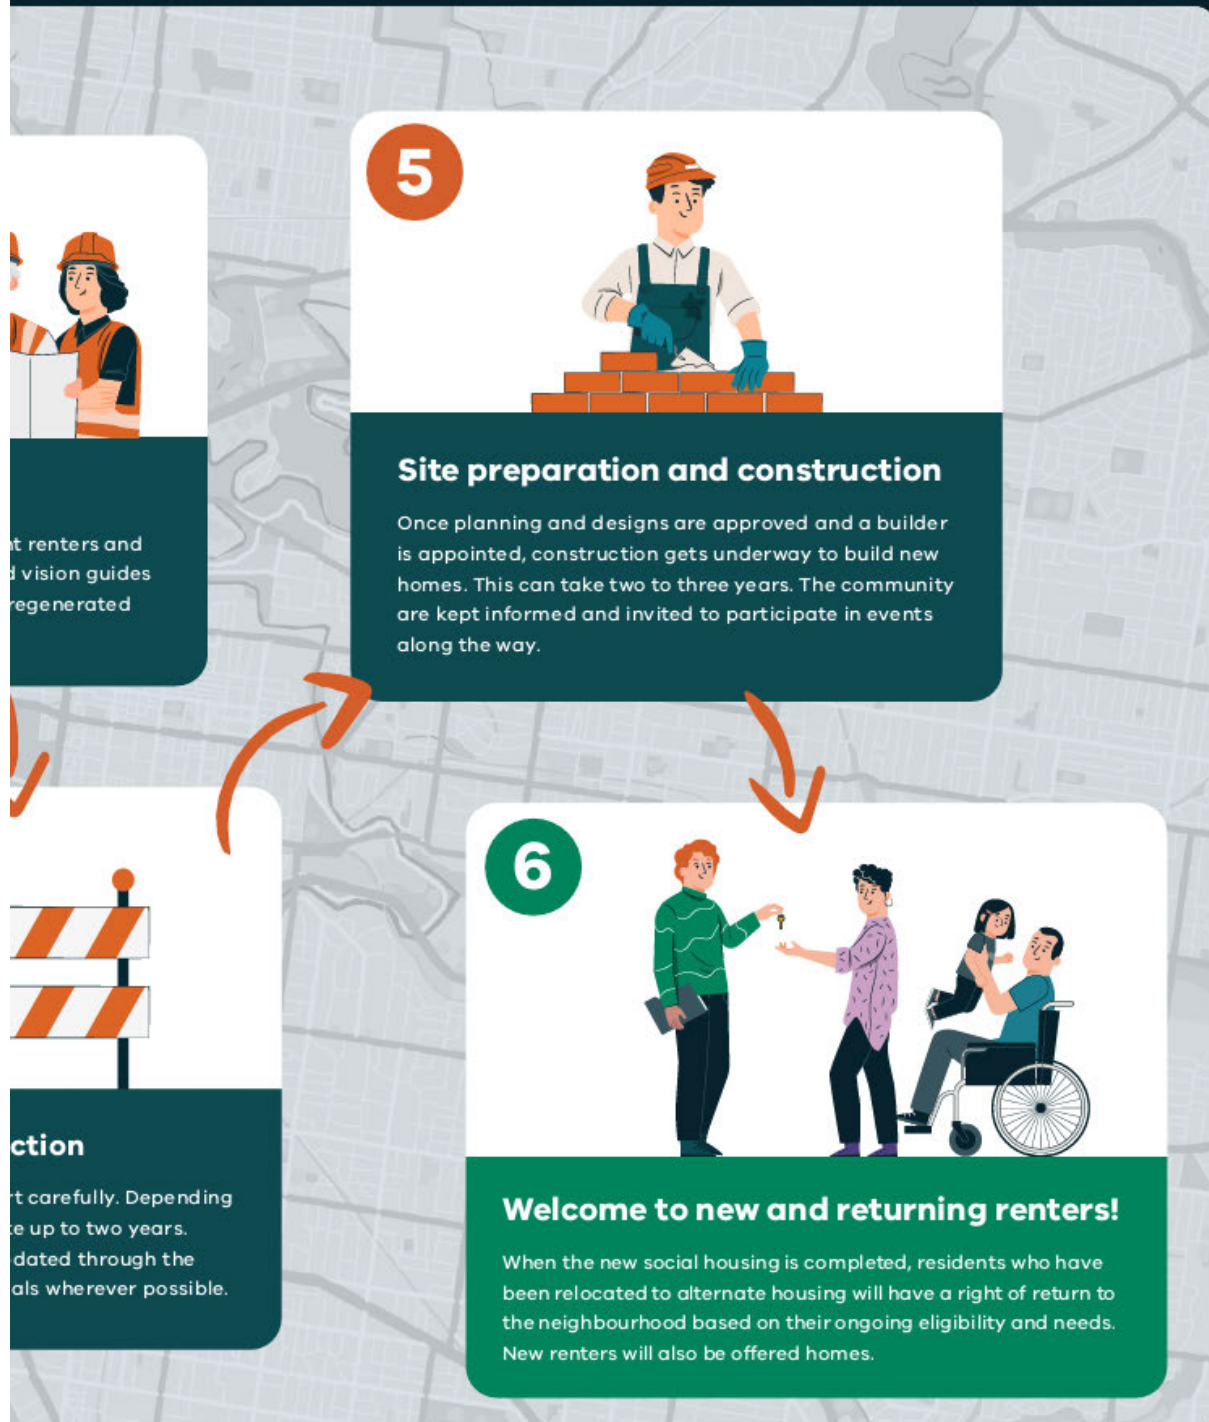 nt renters and
d vision guides
regenerated
ction
rt carefully. Depending
ke up to two years.
dated through the
als wherever possible.
5
Site preparation and construction
Once planning and designs are approved and a builder
is appointed, construction gets underway to build new
homes. This can take two to three years. The community
are kept informed and invited to participate in events
along the way.
6
Welcome to new and returning renters!
When the new social housing is completed, residents who have
been relocated to alternate housing will have a right of return to
the neighbourhood based on their ongoing eligibility and needs.
New renters will also be offered homes.